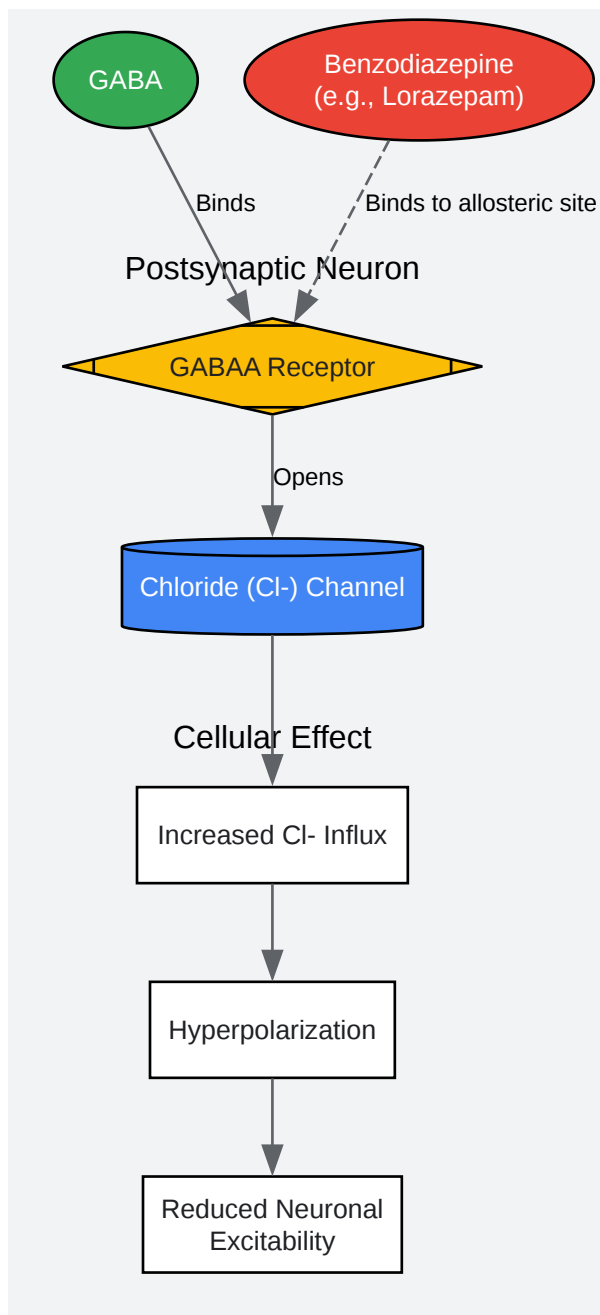 GABA
Benzodiazepine
(e.g., Lorazepam)
Binds
Binds to allosteric site
Postsynaptic Neuron
GABAA Receptor
Opens
Chloride (Cl-) Channel
Cellular Effect
Increased Cl- Influx
Hyperpolarization
Reduced Neuronal
Excitability